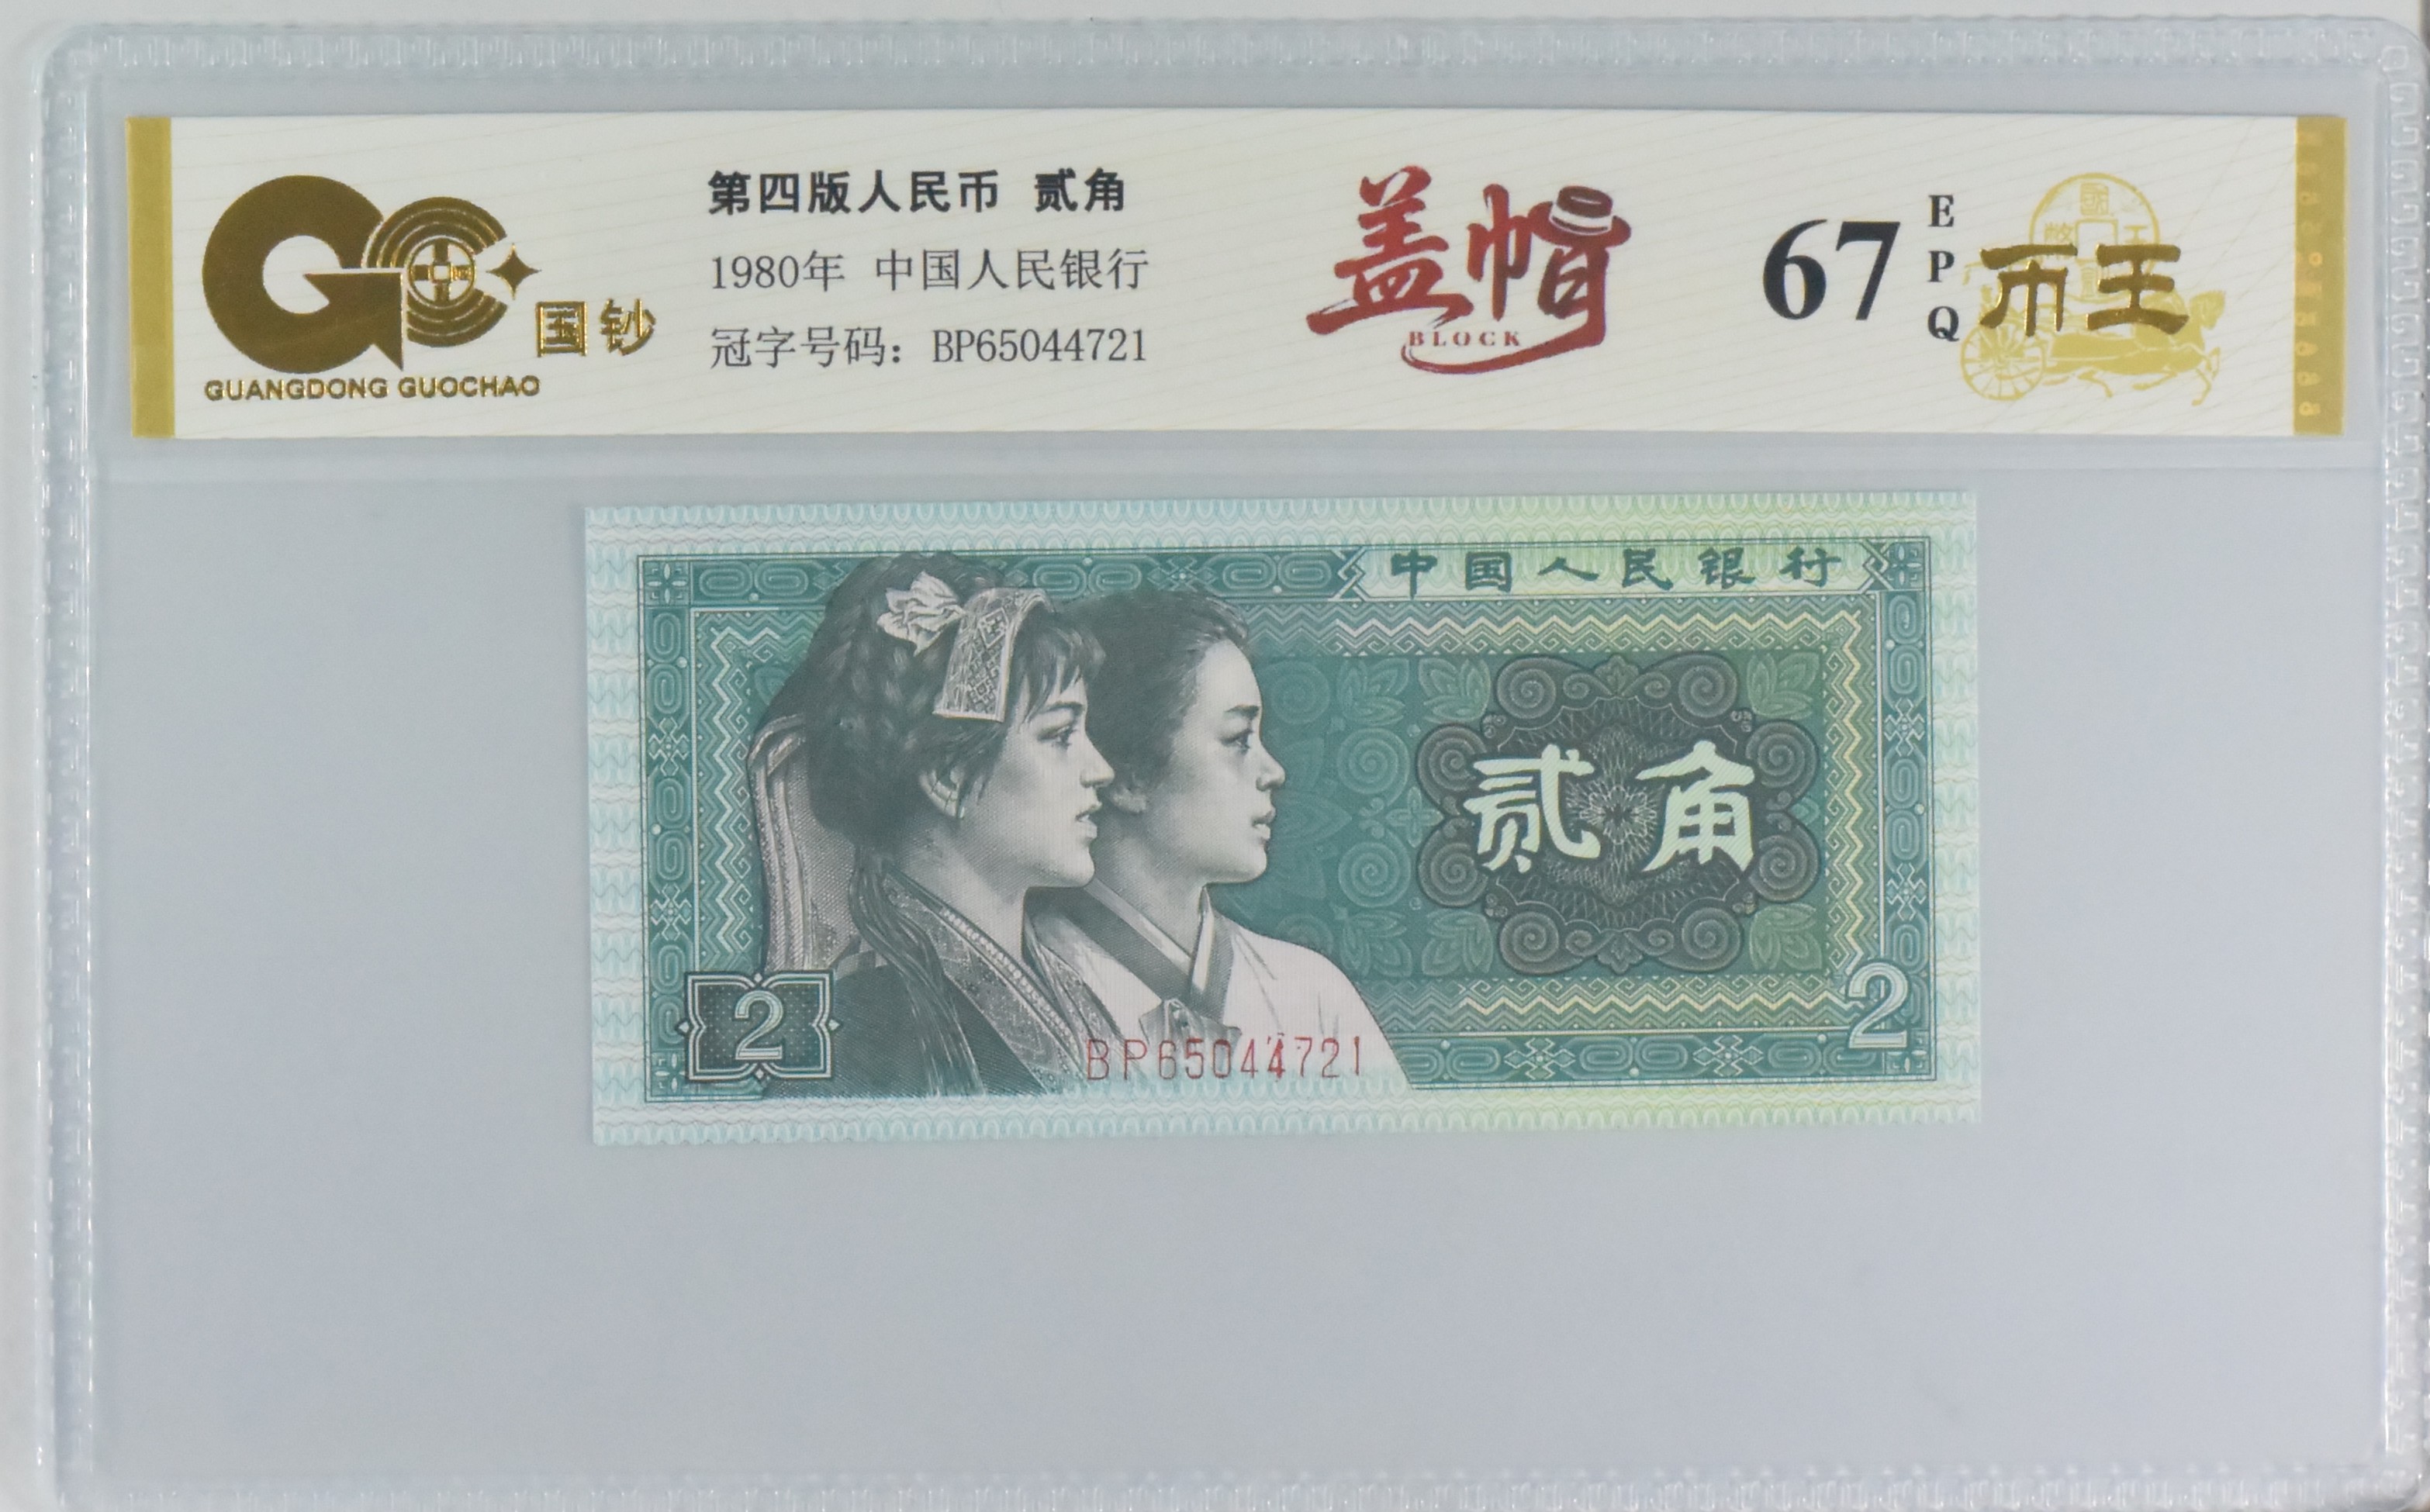 国钞
GUANGDONG GUOCHAO
第四版人民币 贰角
1980年 中国人民银行
冠字号码：BP65044721
盖帽
BLOCK
67
EPQ
币王
中国人民银行
贰角
2
2
BP65044721